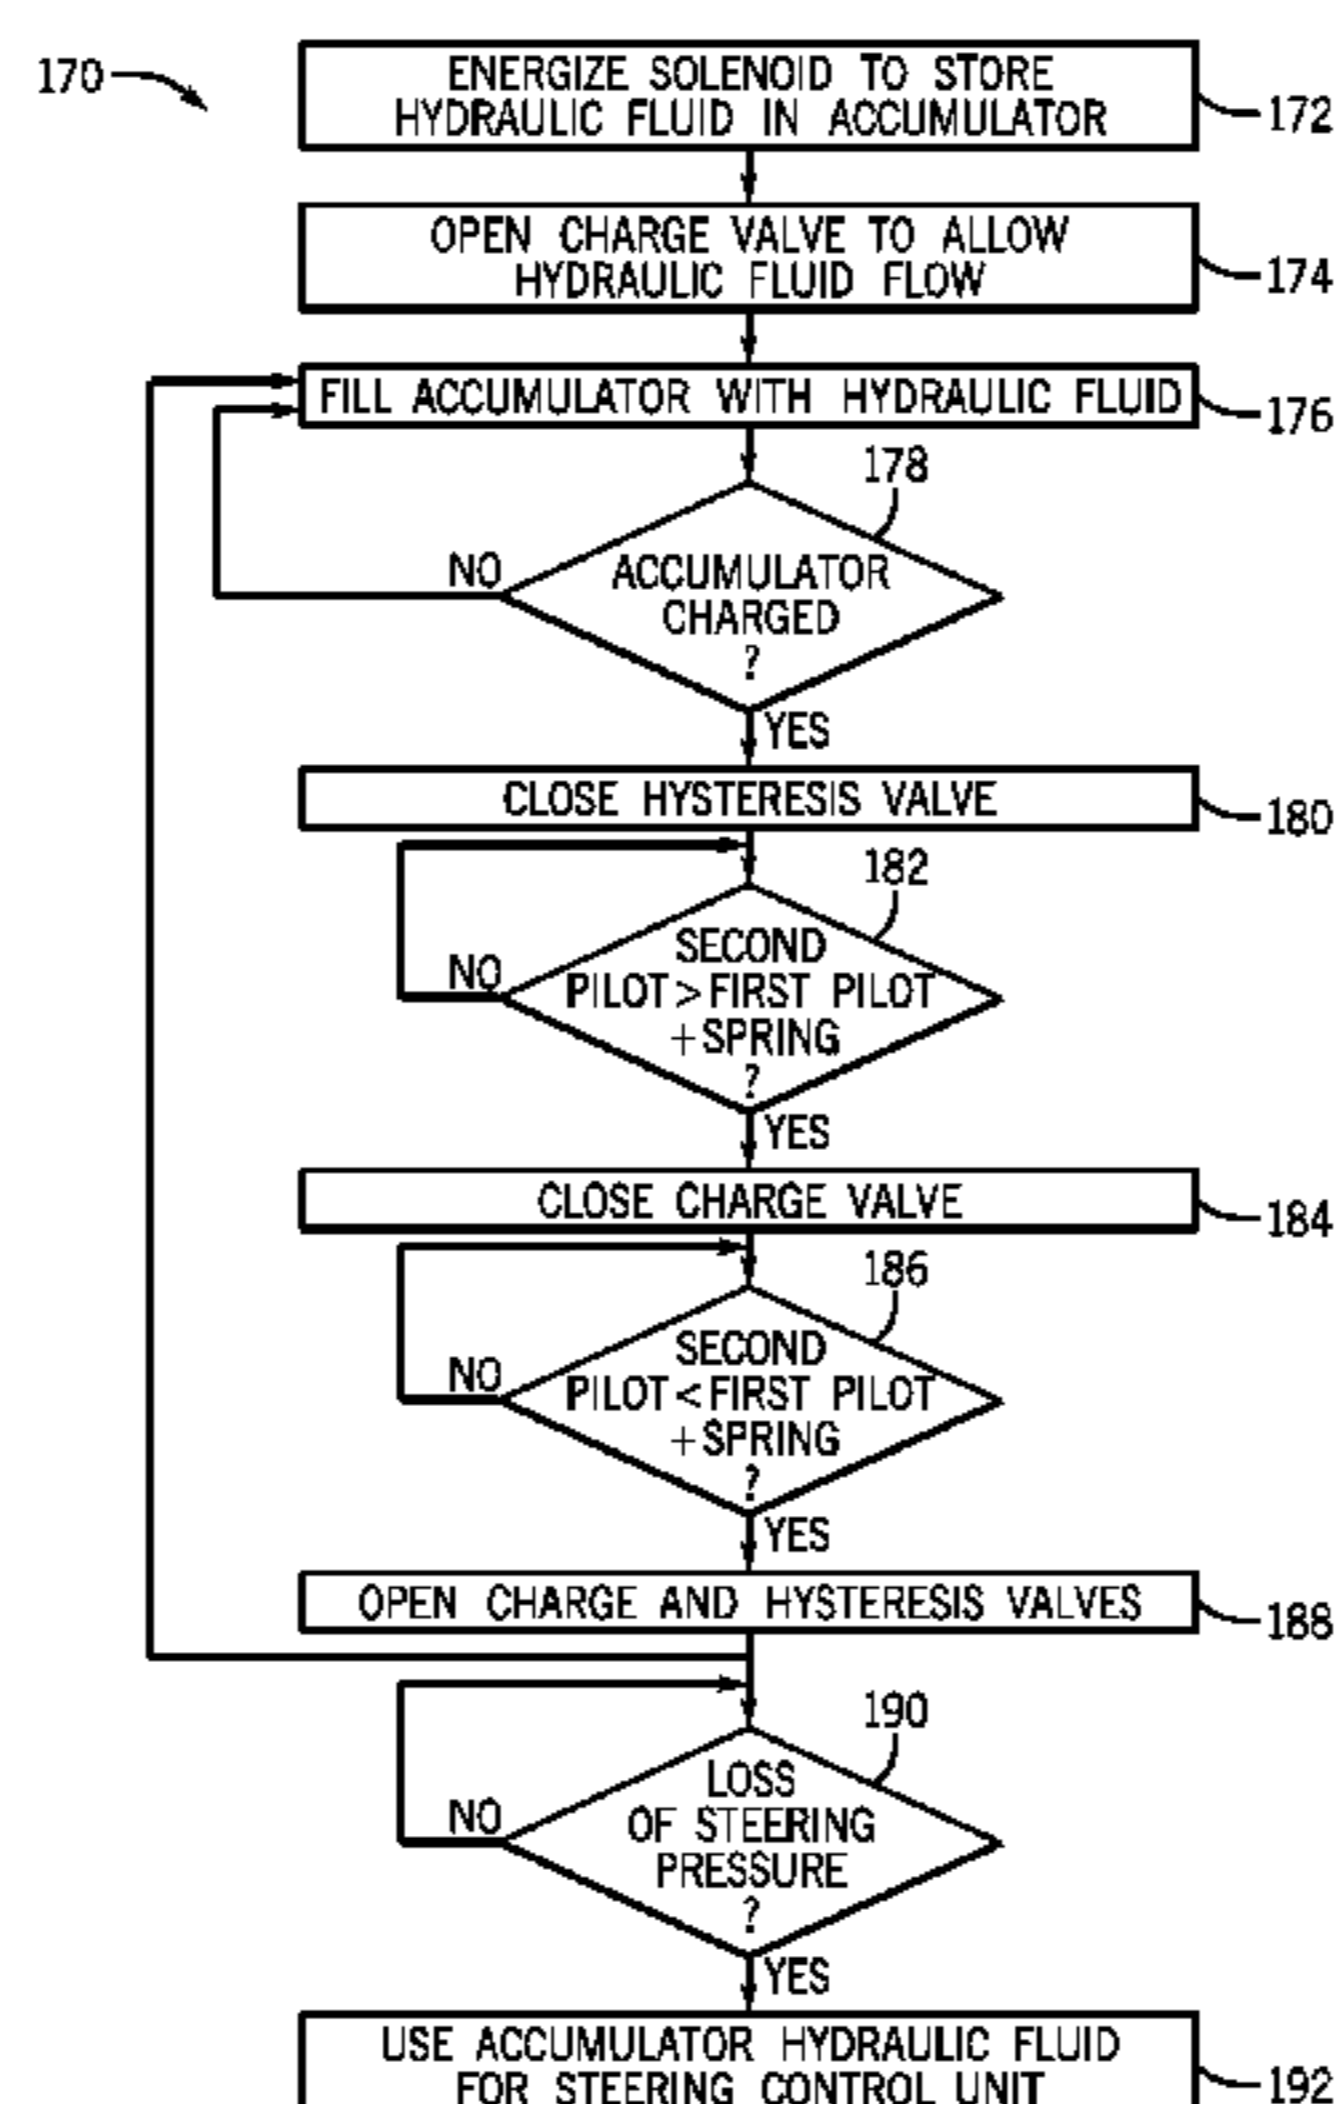 170
ENERGIZE SOLENOID TO STORE
HYDRAULIC FLUID IN ACCUMULATOR
172
OPEN CHARGE VALVE TO ALLOW
HYDRAULIC FLUID FLOW
174
FILL ACCUMULATOR WITH HYDRAULIC FLUID
176
178
ACCUMULATOR
CHARGED
?
NO
YES
CLOSE HYSTERESIS VALVE
180
182
SECOND
PILOT > FIRST PILOT
+ SPRING
?
NO
YES
CLOSE CHARGE VALVE
184
186
SECOND
PILOT < FIRST PILOT
+ SPRING
?
NO
YES
OPEN CHARGE AND HYSTERESIS VALVES
188
190
LOSS
OF STEERING
PRESSURE
?
NO
YES
USE ACCUMULATOR HYDRAULIC FLUID
FOR STEERING CONTROL UNIT
192